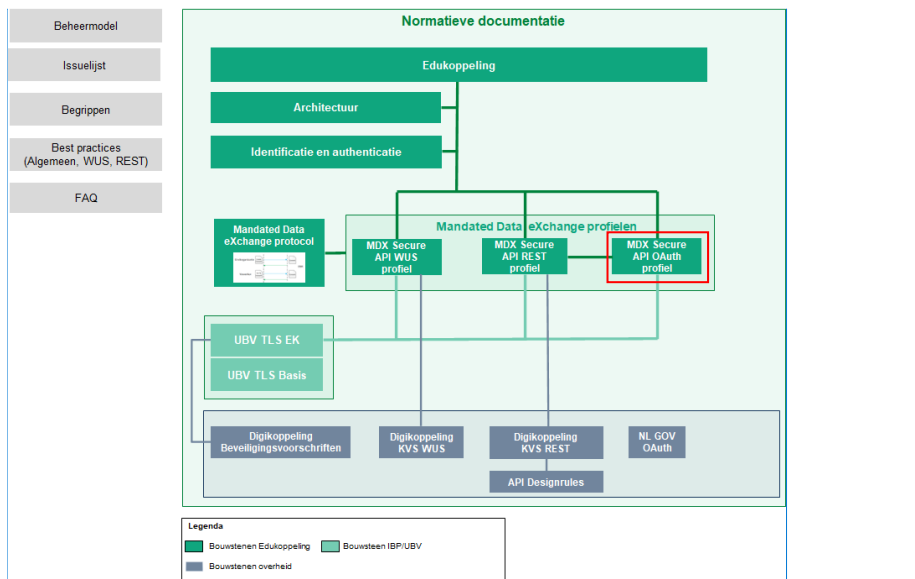 Normatieve documentatie
Beheermodel
Issuelijst
Begrippen
Best practices
(Algemeen, WUS, REST)
FAQ
Edukoppeling
Architectuur
Identificatie en authenticatie
Mandated Data
eXchange protocol
Mandated Data eXchange profielen
MDX Secure
API WUS
profiel
MDX Secure
API REST
profiel
MDX Secure
API OAuth
profiel
UBV TLS EK
UBV TLS Basis
Digikoppeling
Beveiligingsvoorschriften
Digikoppeling
KVS WUS
Digikoppeling
KVS REST
NL GOV
OAuth
API Designrules
Legenda
Bouwstenen Edukoppeling
Bouwsteen IBP/UBV
Bouwstenen overheid